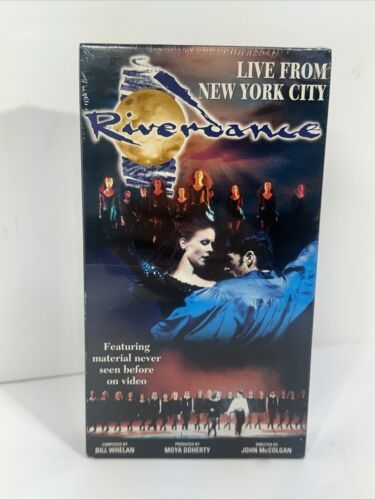 LIVE FROM
NEW YORK CITY
Riverdance
Featuring
material never
seen before
on video
COMPOSED BY
BILL WHELAN
PRODUCED BY
MOYA DOHERTY
DIRECTED BY
JOHN McCOLGAN